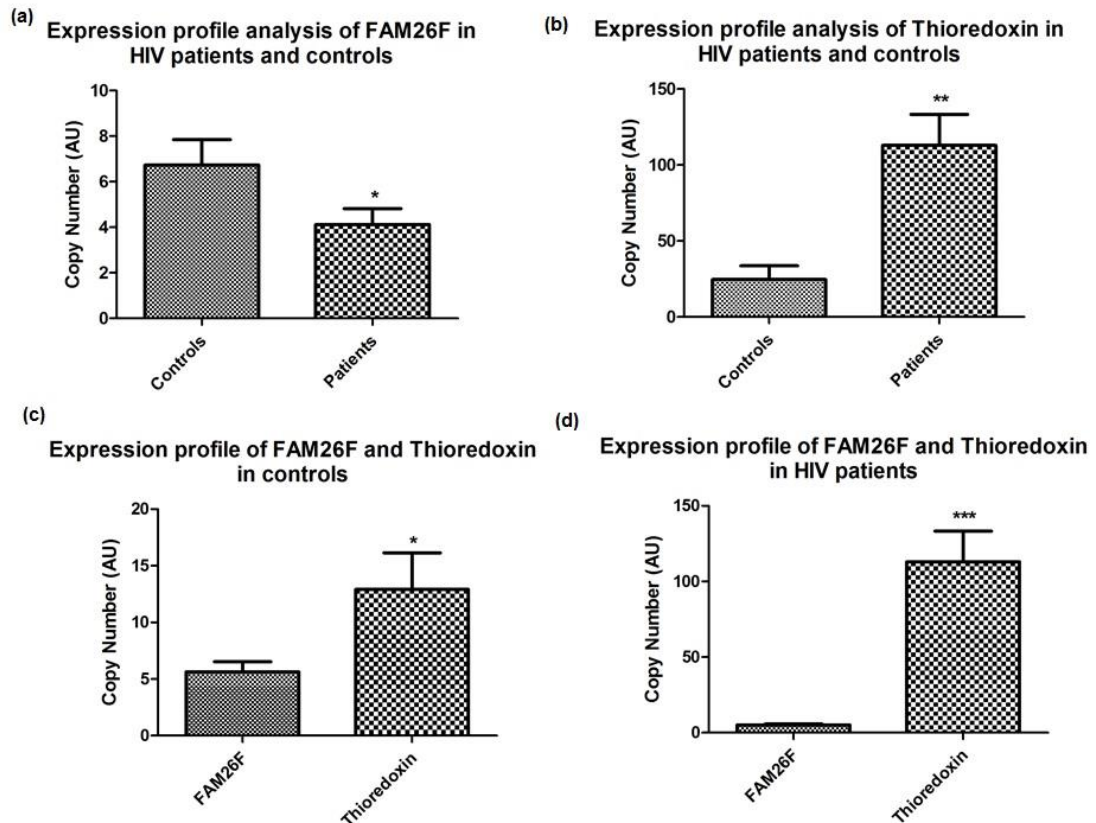 (a)
Expression profile analysis of FAM26F in
HIV patients and controls
Copy Number (AU)
10
8
6
4
2
0
*
Controls
Patients
(b)
Expression profile analysis of Thioredoxin in
HIV patients and controls
Copy Number (AU)
150
100
50
0
**
Controls
Patients
(c)
Expression profile of FAM26F and Thioredoxin
in controls
Copy Number (AU)
20
15
10
5
0
*
FAM26F
Thioredoxin
(d)
Expression profile of FAM26F and Thioredoxin
in HIV patients
Copy Number (AU)
150
100
50
0
***
FAM26F
Thioredoxin